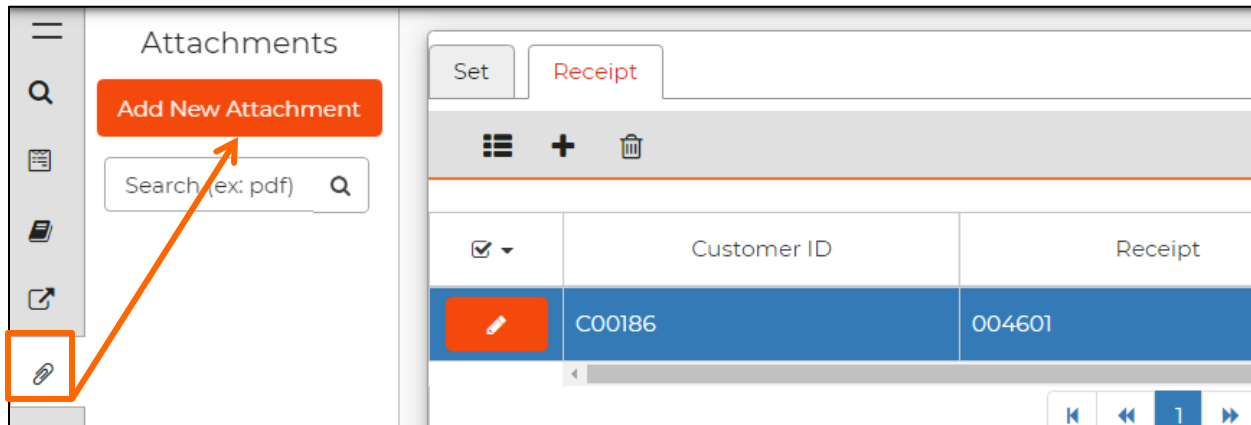 Attachments
Add New Attachment
Search (ex: pdf)
Set
Receipt
Customer ID
Receipt
C00186
004601
1